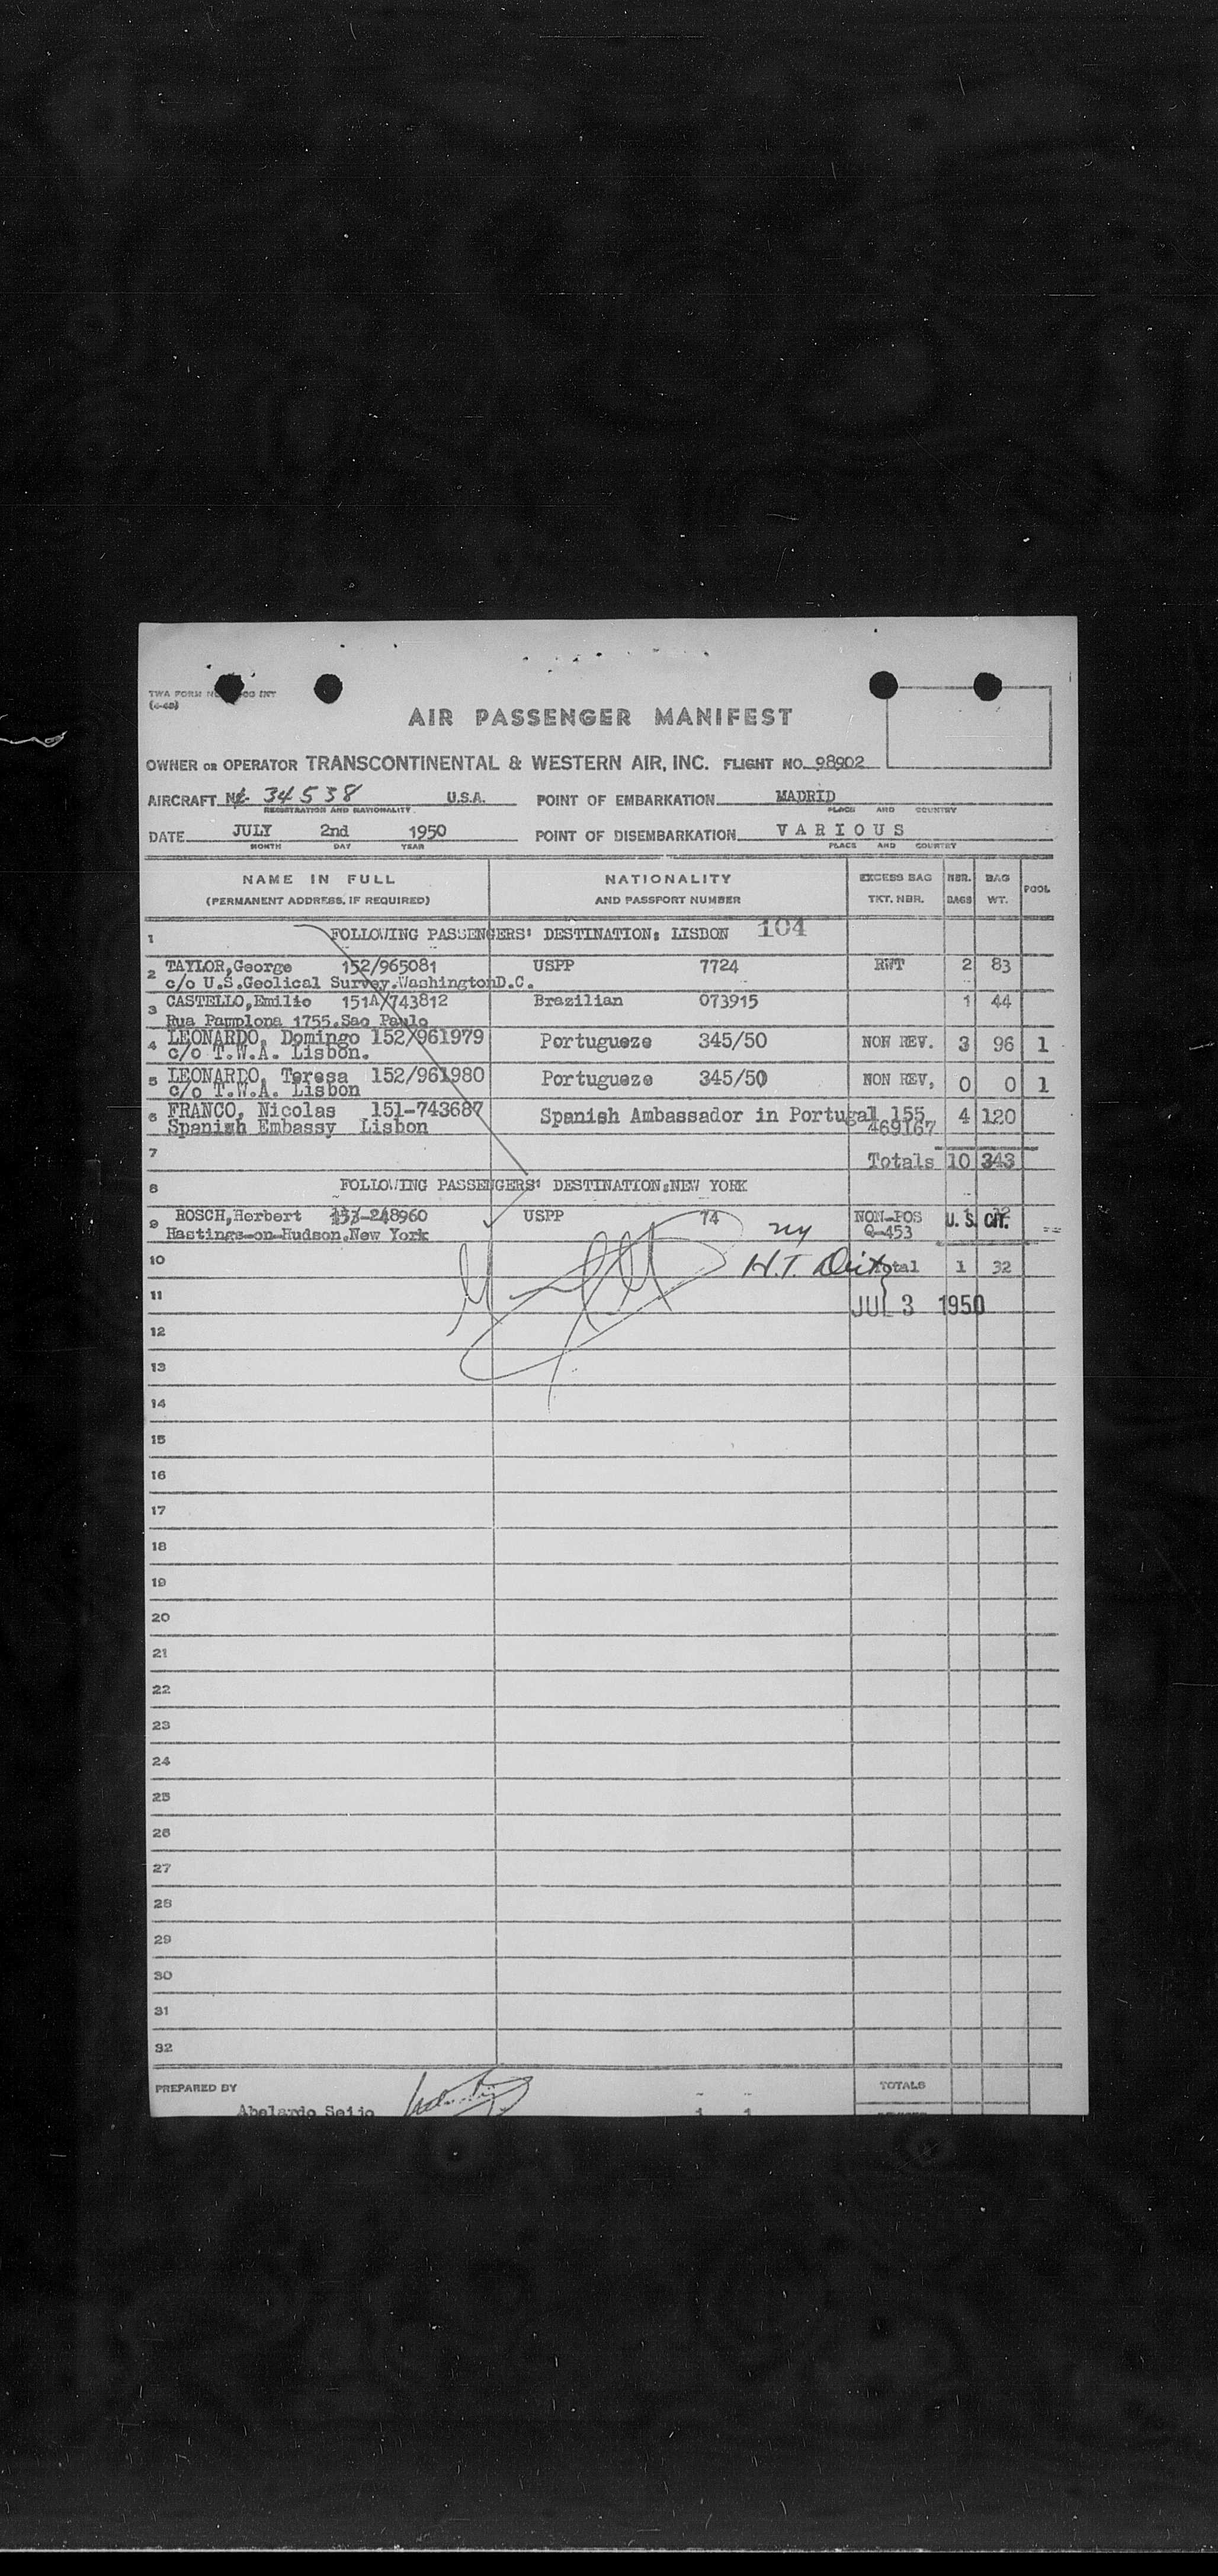 TWA FORM
AIR PASSENGER MANIFEST
OWNER OR OPERATOR TRANSCONTINENTAL & WESTERN AIR, INC. FLIGHT NO. 98902
AIRCRAFT 34538 U.S.A. POINT OF EMBARKATION MADRID
REGISTRATION AND NATIONALITY PLACE AND COUNTRY
DATE JULY 2nd 1950 POINT OF DISEMBARKATION VARIOUS
MONTH DAY YEAR PLACE AND COUNTRY
NAME IN FULL NATIONALITY EXCESS BAG NBR. BAG POOL
(PERMANENT ADDRESS, IF REQUIRED) AND PASSPORT NUMBER TKT. NBR. BAGS WT.
1 FOLLOWING PASSENGERS' DESTINATION: LISBON 104
2 TAYLOR,George 152/965081 USPP 7724 RWT 2 83
c/o U.S.Geolical Survey.WashingtonD.C.
3 CASTELLO,Emilio 151A/743812 Brazilian 073915 1 44
Rua Pamplona 1755.Sao Paulo
4 LEONARDO, Domingo 152/961979 Portugueze 345/50 NON REV. 3 96 1
c/o T.W.A. Lisbon.
5 LEONARDO, Teresa 152/961980 Portugueze 345/50 NON REV, 0 0 1
c/o T.W.A. Lisbon
6 FRANCO, Nicolas 151-743687 Spanish Ambassador in Portugal 155 4 120
Spanish Embassy Lisbon 469167
7 Totals 10 343
8 FOLLOWING PASSENGERS' DESTINATION:NEW YORK
9 ROSCH,Herbert 153-248960 USPP 74 NON-POS U.S. CIT.
Hastings-on-Hudson.New York Q-453
ny
10 H.T. Total 1 32
11 JUL 3 1950
12
13
14
15
16
17
18
19
20
21
22
23
24
25
26
27
28
29
30
31
32
PREPARED BY TOTALS
Abelardo Seijo